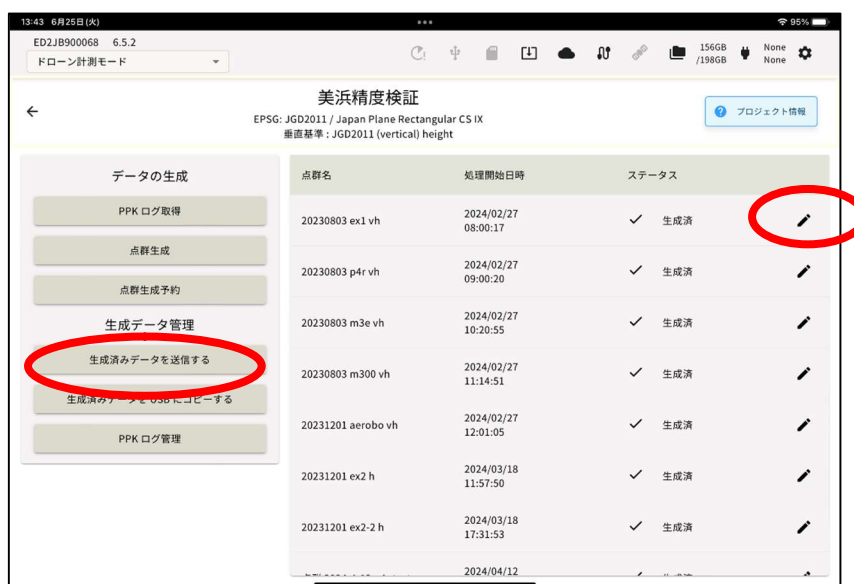 13:43 6月25日(火)
95%
ED2JB900068 6.5.2
ドローン計測モード
156GB
/198GB
None
None
美浜精度検証
EPSG: JGD2011 / Japan Plane Rectangular CS IX
垂直基準 : JGD2011 (vertical) height
プロジェクト情報
データの生成
PPK ログ取得
点群生成
点群生成予約
生成データ管理
生成済みデータを送信する
生成済みデータを USB にコピーする
PPK ログ管理
点群名 処理開始日時 ステータス
20230803 ex1 vh 2024/02/27 08:00:17 生成済
20230803 p4r vh 2024/02/27 09:00:20 生成済
20230803 m3e vh 2024/02/27 10:20:55 生成済
20230803 m300 vh 2024/02/27 11:14:51 生成済
20231201 aerobo vh 2024/02/27 12:01:05 生成済
20231201 ex2 h 2024/03/18 11:57:50 生成済
20231201 ex2-2 h 2024/03/18 17:31:53 生成済
2024/04/12